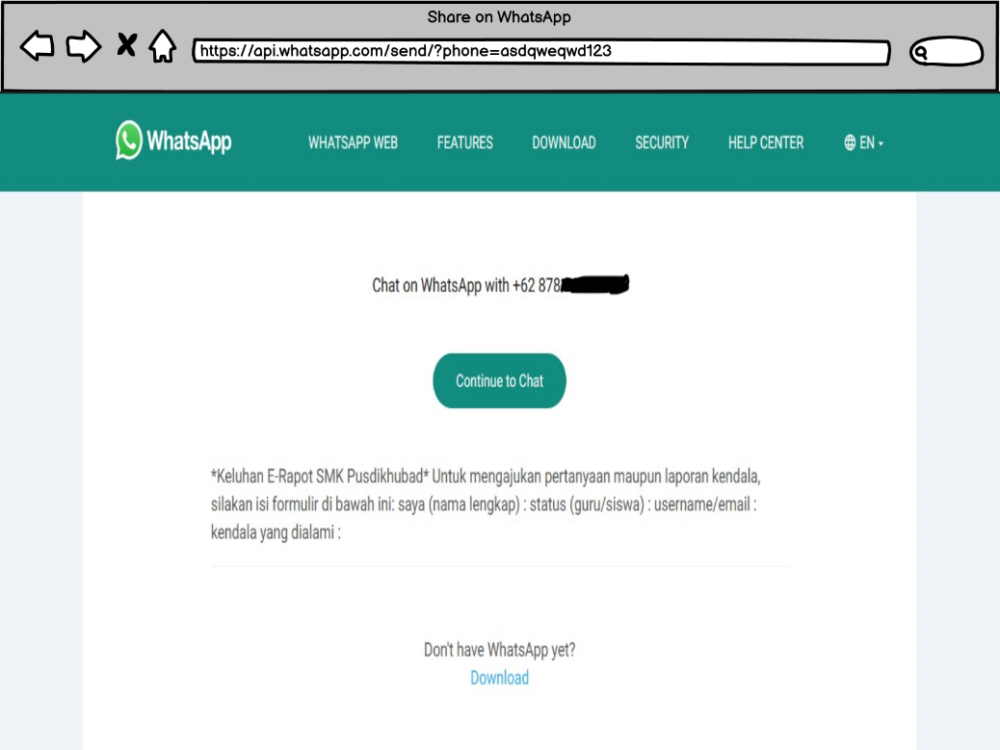 Share on WhatsApp
https://api.whatsapp.com/send/?phone=asdqweqwd123
WhatsApp WHATSAPP WEB FEATURES DOWNLOAD SECURITY HELP CENTER EN
Chat on WhatsApp with +62 878
Continue to Chat
*Keluhan E-Rapot SMK Pusdikhubad* Untuk mengajukan pertanyaan maupun laporan kendala,
silakan isi formulir di bawah ini: saya (nama lengkap) : status (guru/siswa) : username/email :
kendala yang dialami :
Don't have WhatsApp yet?
Download